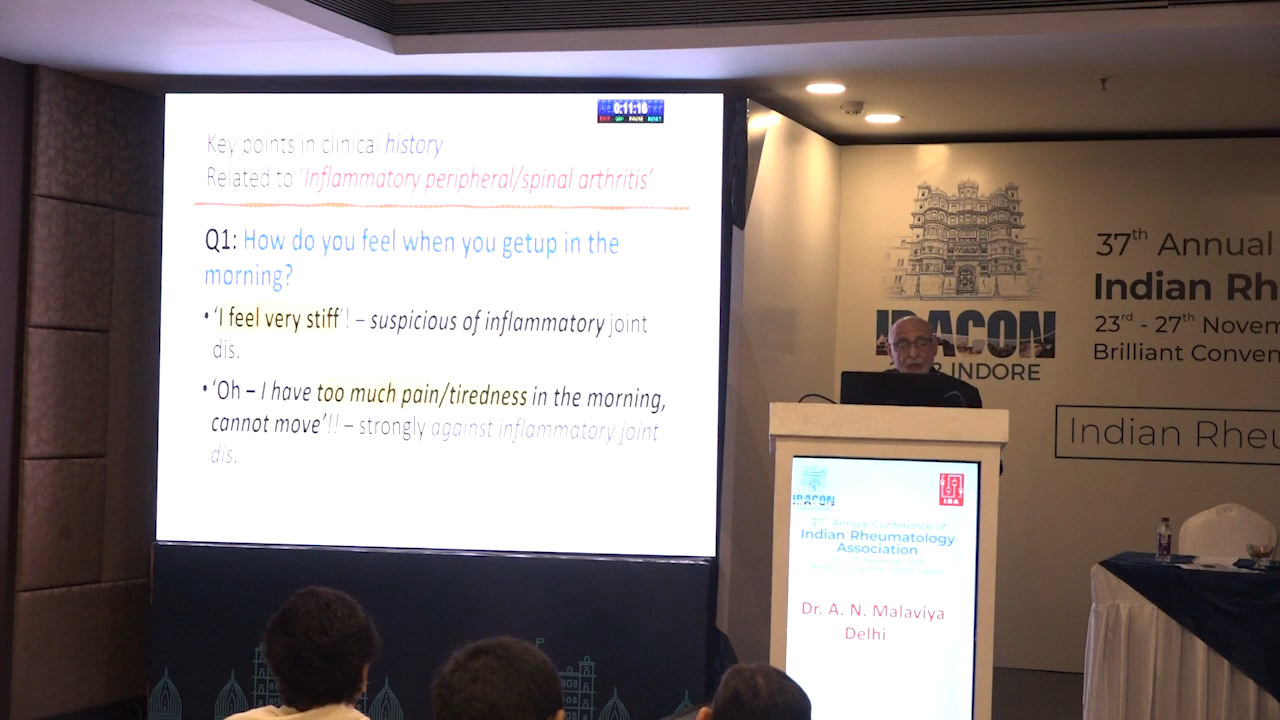 0:11:16
Key points in clinical history
Related to 'Inflammatory peripheral/spinal arthritis'
Q1: How do you feel when you getup in the
morning?
• 'I feel very stiff'! – suspicious of inflammatory joint
dis.
• 'Oh – I have too much pain/tiredness in the morning,
cannot move'!! – strongly against inflammatory joint
dis.
37th Annual
Indian Rh
23rd - 27th Novem
Brilliant Conven
IRACON
INDORE
Indian Rheu
IRACON
IRA
37th Annual Conference of
Indian Rheumatology
Association
Dr. A. N. Malaviya
Delhi